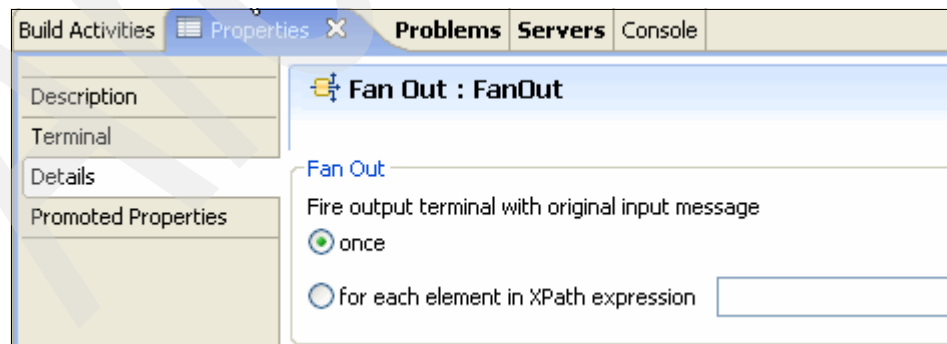 Build Activities Properties Problems Servers Console
Description
Fan Out : FanOut
Terminal
Details
Fan Out
Promoted Properties
Fire output terminal with original input message
once
for each element in XPath expression